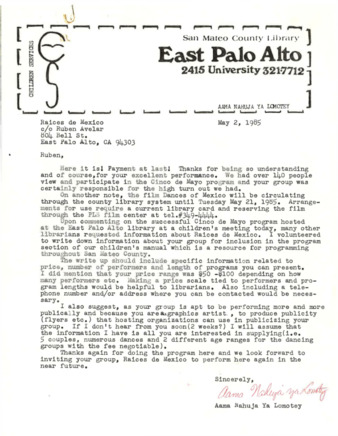 San Mateo County Library
East Palo Alto
2415 University 321-7712
CHILDREN SERVICES
AAMA NAHUJA YA LOMOTEY
Raices de Mexico
c/o Ruben Avelar
804 Bell St.
East Palo Alto, CA 94303
May 2, 1985
Ruben,
Here it is! Payment at last! Thanks for being so understanding
and of course, for your excellent performance. We had over 140 people
view and participate in the Cinco de Mayo program and your group was
certainly responsible for the high turn out we had.
On another note, the film Dances of Mexico will be circulating
through the county library system until Tuesday May 21, 1985. Arrange-
ments for use require a current library card and reserving the film
through the PLS film center at tel.#349-4444.
Upon commenting on the successful Cinco de Mayo program hosted
at the East Palo Alto library at a children's meeting today, many other
librarians requested information about Raices de Mexico. I volunteered
to write down information about your group for inclusion in the program
section of our children's manual which is a resource for programming
throughout San Mateo County.
The write up should include specific information related to
price, number of performers and length of programs you can present.
I did mention that your price range was $50 -$100 depending on how
many performers etc. Making a price scale tied to performers and pro-
gram lengths would be helpful to librarians. Also including a tele-
phone number and/or address where you can be contacted would be neces-
sary.
I also suggest, as your group is apt to be performing more and more
publically and because you are a graphics artist , to produce publicity
(flyers etc.) that hosting organizations can use in publicizing your
group. If I don't hear from you soon(2 weeks?) I will assume that
the information I have is all you are interested in supplying(i.e.
5 couples, numerous dances and 2 different age ranges for the dancing
groups with the fee negotiable).
Thanks again for doing the program here and we look forward to
inviting your group, Raices de Mexico to perform here again in the
near future.
Sincerely,
Aama Nahuja Ya Lomotey
Aama Nahuja Ya Lomotey